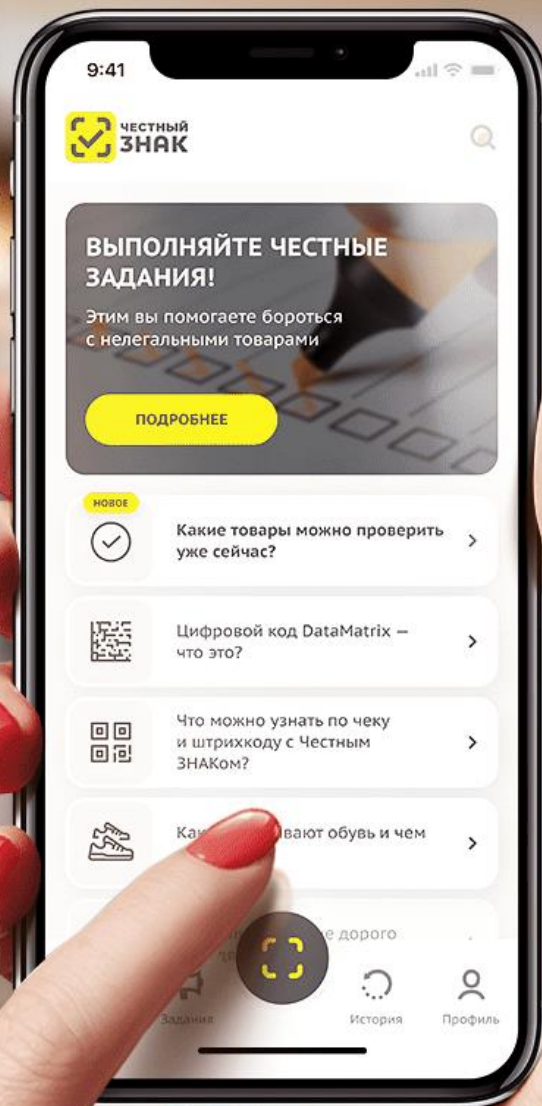 9:41
ЧЕСТНЫЙ
ЗНАК
ВЫПОЛНЯЙТЕ ЧЕСТНЫЕ
ЗАДАНИЯ!
Этим вы помогаете бороться
с нелегальными товарами
ПОДРОБНЕЕ
НОВОЕ
Какие товары можно проверить
уже сейчас?
Цифровой код DataMatrix —
что это?
Что можно узнать по чеку
и штрихкоду с Честным
ЗНАКом?
обувь и чем
дорого
Задания
История
Профиль